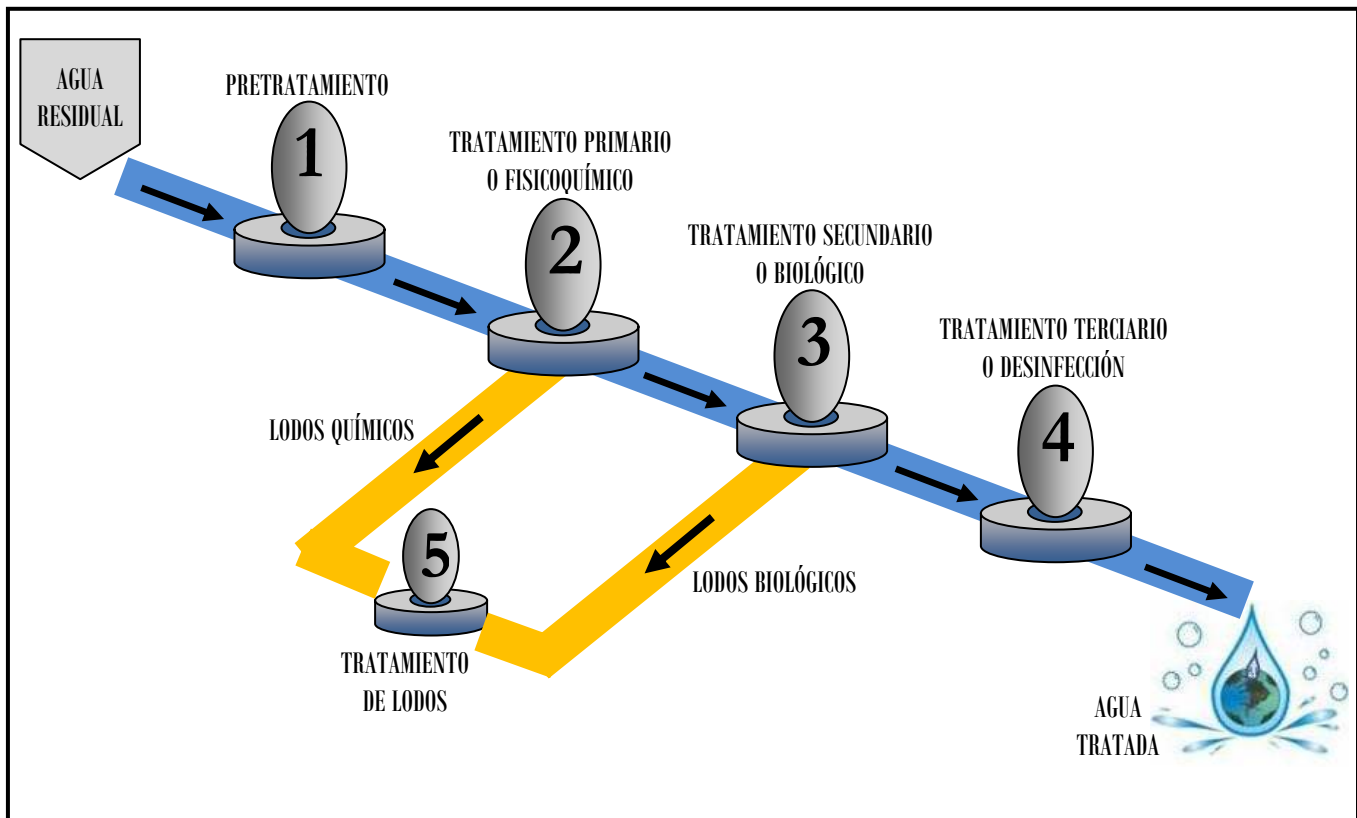 AGUA
RESIDUAL
PRETRATAMIENTO
1
TRATAMIENTO PRIMARIO
O FISICOQUÍMICO
2
TRATAMIENTO SECUNDARIO
O BIOLÓGICO
3
TRATAMIENTO TERCIARIO
O DESINFECCIÓN
4
LODOS QUÍMICOS
LODOS BIOLÓGICOS
5
TRATAMIENTO
DE LODOS
AGUA
TRATADA